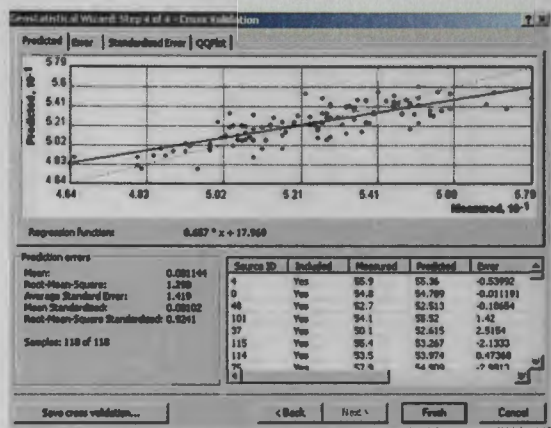 Geostatistical Wizard: Step 4 of 4 - Cross Validation
Predicted Error Standardized Error QQPlot
Predicted, 10⁻¹
5.79
5.6
5.41
5.21
5.02
4.83
4.64
4.64 4.83 5.02 5.21 5.41 5.60 5.79
Measured, 10⁻¹
Regression function: 0.657 * x + 17.960
Prediction errors
Mean:
Root-Mean-Square: 1.298
Average Standard Error: 1.419
Mean Standardized: 0.08102
Root-Mean-Square Standardized: 0.9241
Samples: 118 of 118
Source ID Included Measured Predicted Error
4 Yes 55.9 55.36 -0.53992
0 Yes 54.8 54.789 -0.011191
48 Yes 52.7 52.513 -0.18654
101 Yes 54.1 55.52 1.42
37 Yes 50.1 52.615 2.5154
115 Yes 55.4 53.267 -2.1333
114 Yes 53.5 53.974 0.47368
75 Yes 57.9 54.909
Save cross validation...
< Back Next > Finish Cancel